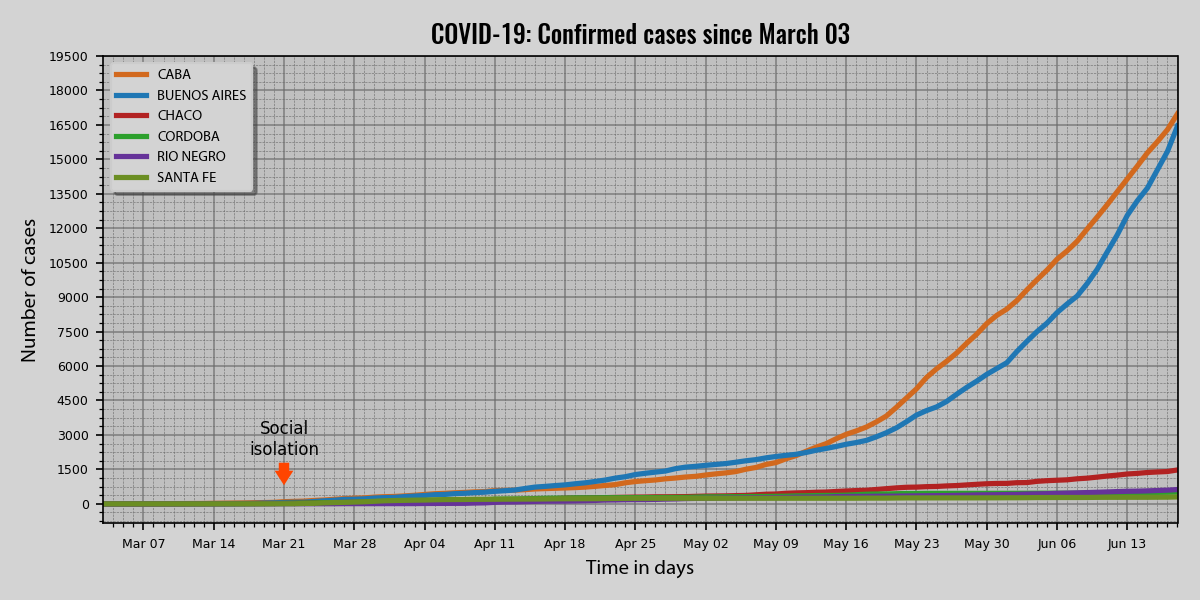 COVID-19: Confirmed cases since March 03
19500
18000
16500
15000
13500
12000
10500
9000
7500
6000
4500
3000
1500
0
Number of cases
CABA
BUENOS AIRES
CHACO
CORDOBA
RIO NEGRO
SANTA FE
Social
isolation
Mar 07 Mar 14 Mar 21 Mar 28 Apr 04 Apr 11 Apr 18 Apr 25 May 02 May 09 May 16 May 23 May 30 Jun 06 Jun 13
Time in days